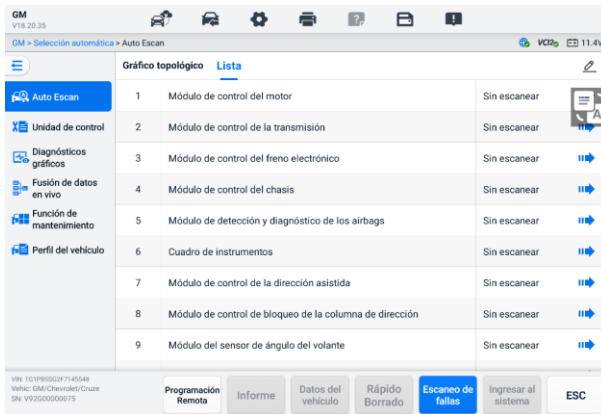 GM
V18.20.35
GM > Selección automática > Auto Escan
VCI 11.4V
Gráfico topológico Lista
Auto Escan
Unidad de control
Diagnósticos
gráficos
Fusión de datos
en vivo
Función de
mantenimiento
Perfil del vehículo
1 Módulo de control del motor Sin escanear
2 Módulo de control de la transmisión Sin escanear
3 Módulo de control del freno electrónico Sin escanear
4 Módulo de control del chasis Sin escanear
5 Módulo de detección y diagnóstico de los airbags Sin escanear
6 Cuadro de instrumentos Sin escanear
7 Módulo de control de la dirección asistida Sin escanear
8 Módulo de control de bloqueo de la columna de dirección Sin escanear
9 Módulo del sensor de ángulo del volante Sin escanear
Vehic: GM/Chevrolet/Cruze
SN: V92G00000075
Programación
Remota
Informe
Datos del
vehículo
Rápido
Borrado
Escaneo de
fallas
Ingresar al
sistema
ESC